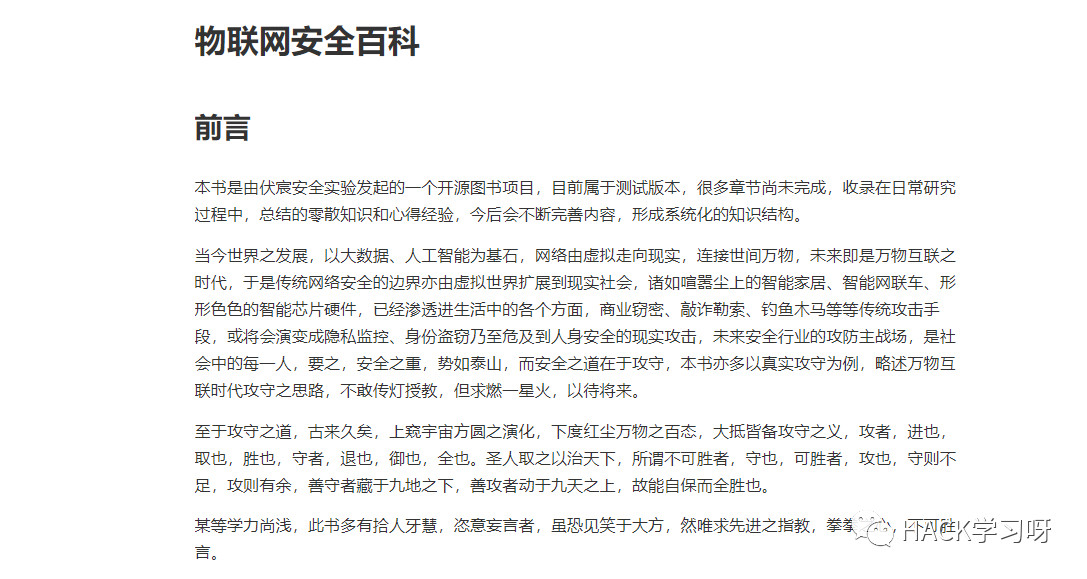 物联网安全百科
前言
本书是由伏宸安全实验发起的一个开源图书项目，目前属于测试版本，很多章节尚未完成，收录在日常研究
过程中，总结的零散知识和心得经验，今后会不断完善内容，形成系统化的知识结构。
当今世界之发展，以大数据、人工智能为基石，网络由虚拟走向现实，连接世间万物，未来即是万物互联之
时代，于是传统网络安全的边界亦由虚拟世界扩展到现实社会，诸如喧嚣尘上的智能家居、智能网联车、形
形色色的智能芯片硬件，已经渗透进生活中的各个方面，商业窃密、敲诈勒索、钓鱼木马等等传统攻击手
段，或将会演变成隐私监控、身份盗窃乃至危及到人身安全的现实攻击，未来安全行业的攻防主战场，是社
会中的每一人，要之，安全之重，势如泰山，而安全之道在于攻守，本书亦多以真实攻守为例，略述万物互
联时代攻守之思路，不敢传灯授教，但求燃一星火，以待将来。
至于攻守之道，古来久矣，上窥宇宙方圆之演化，下度红尘万物之百态，大抵皆备攻守之义，攻者，进也，
取也，胜也，守者，退也，御也，全也。圣人取之以治天下，所谓不可胜者，守也，可胜者，攻也，守则不
足，攻则有余，善守者藏于九地之下，善攻者动于九天之上，故能自保而全胜也。
某等学力尚浅，此书多有拾人牙慧，恣意妄言者，虽恐见笑于大方，然唯求先进之指教，拳拳
言。
HACK学习呀